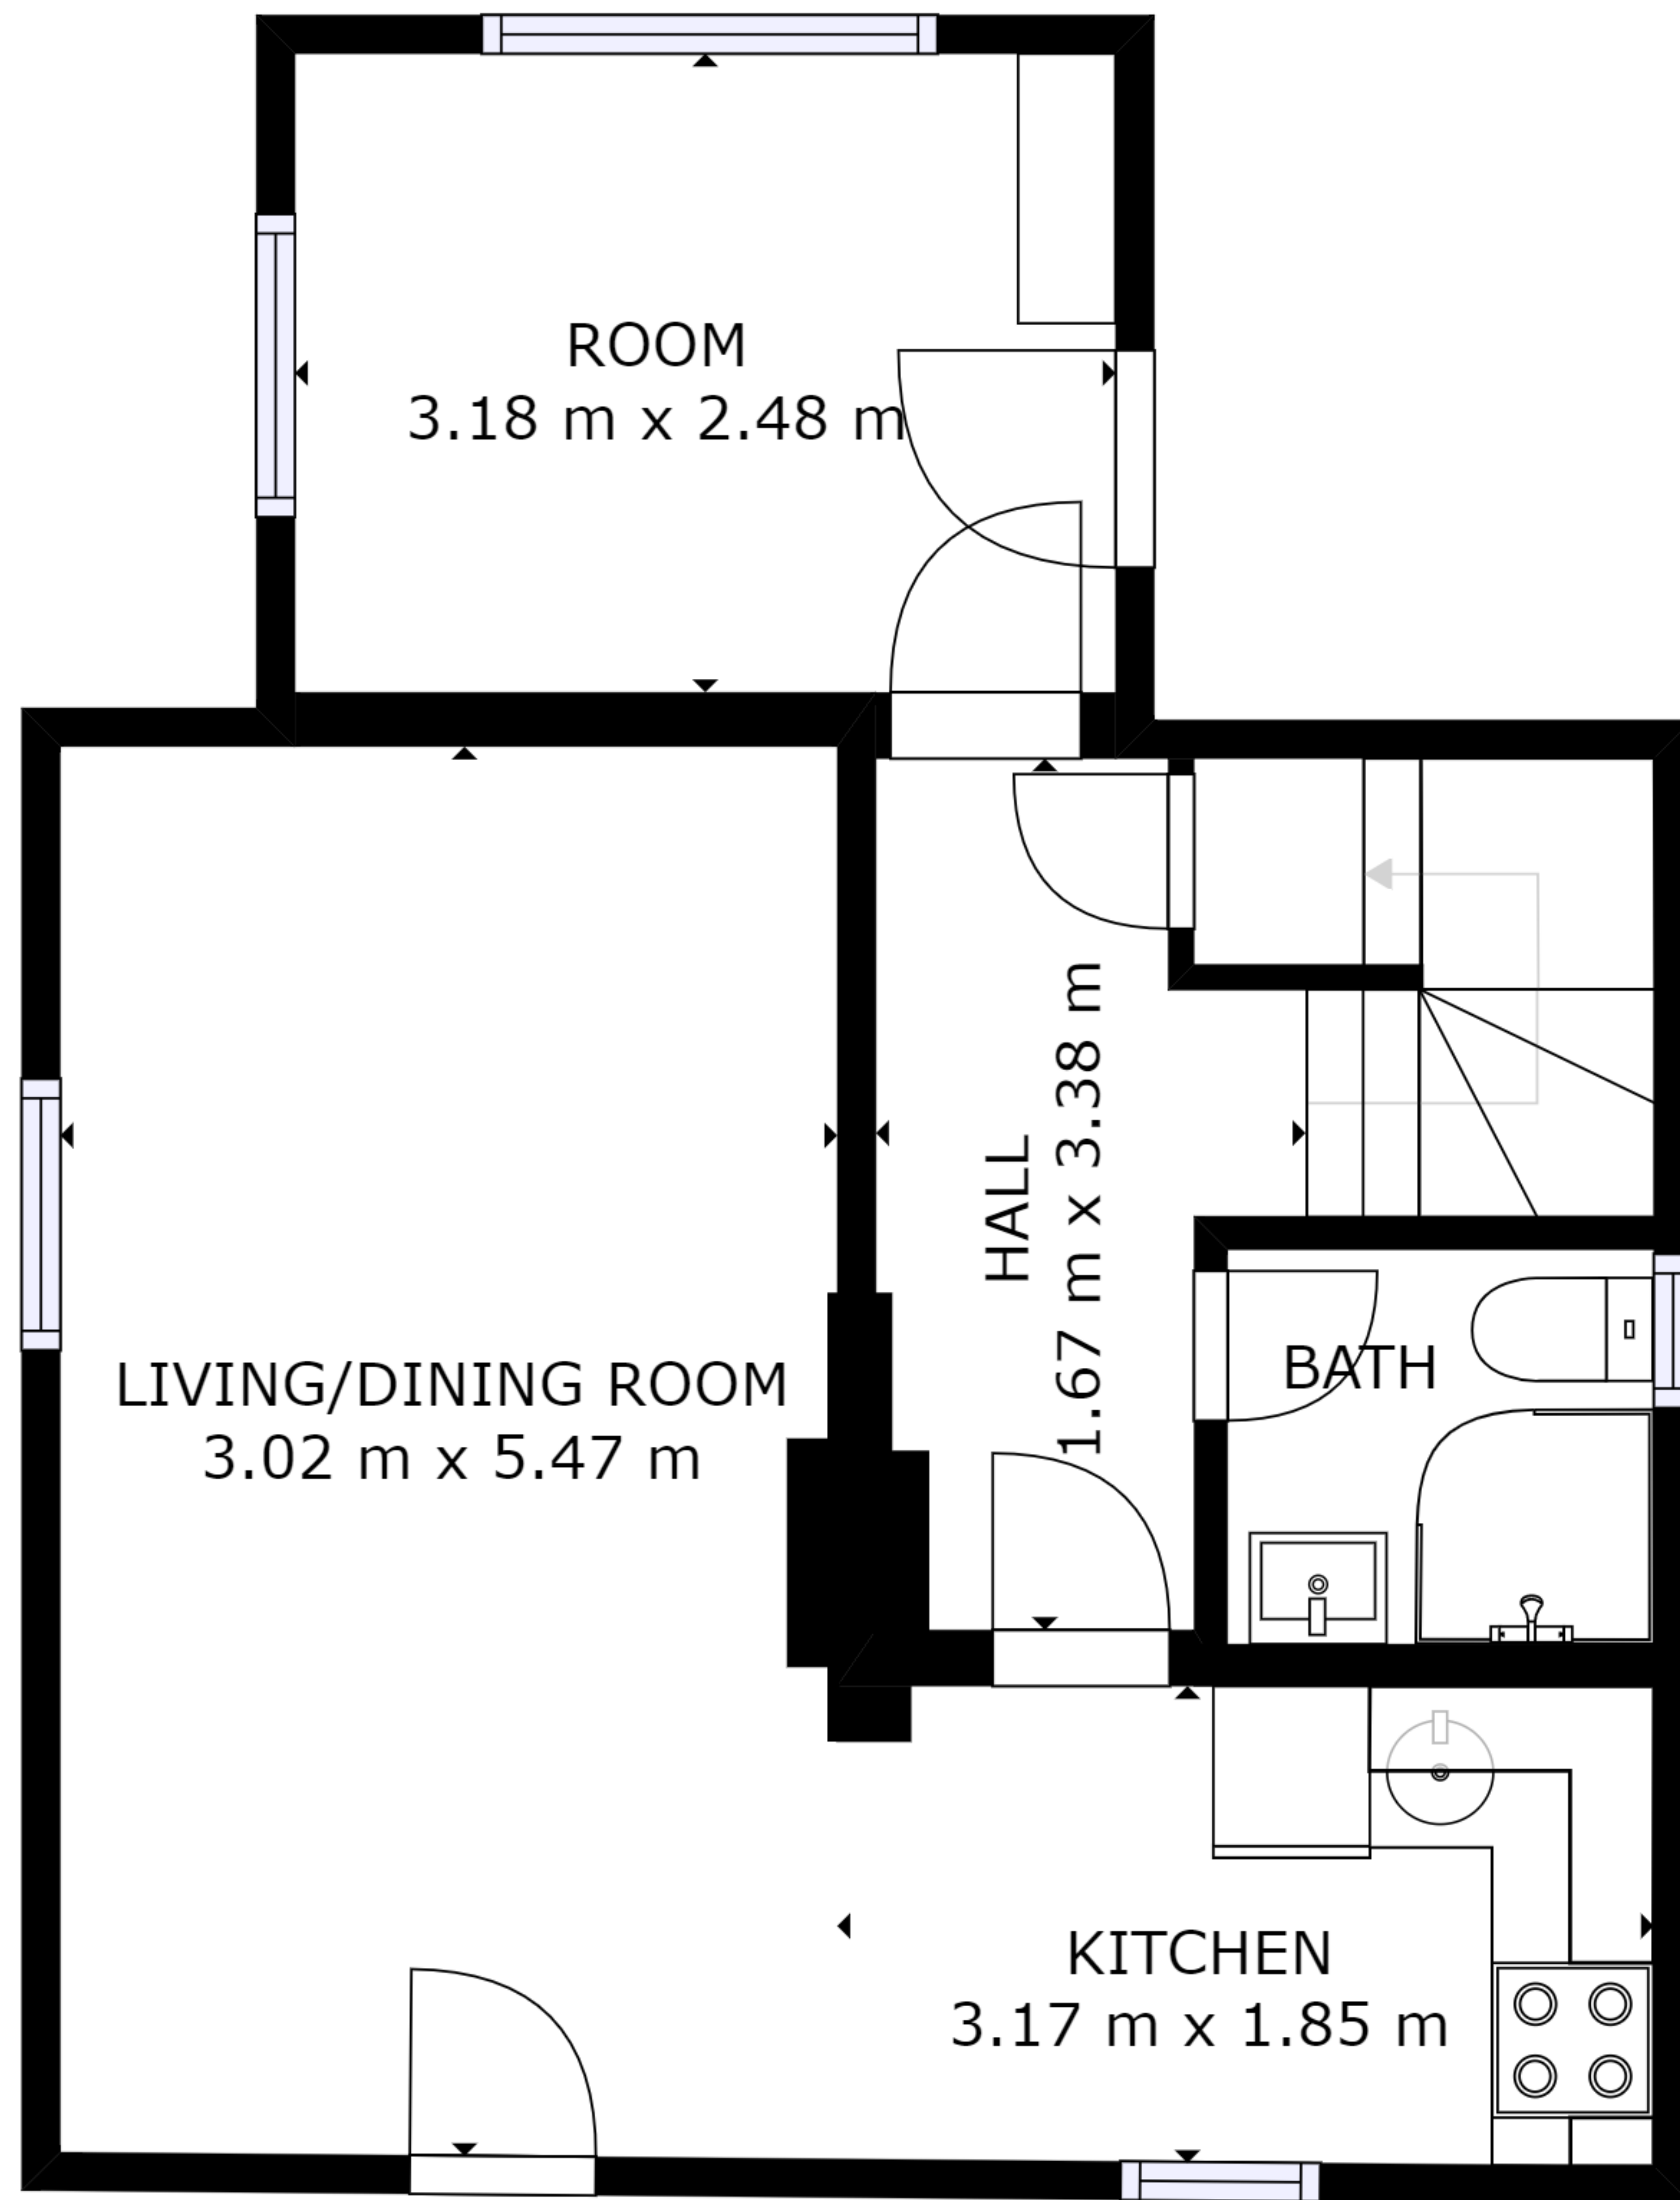 ROOM
3.18 m x 2.48 m
HALL
1.67 m x 3.38 m
BATH
LIVING/DINING ROOM
3.02 m x 5.47 m
KITCHEN
3.17 m x 1.85 m